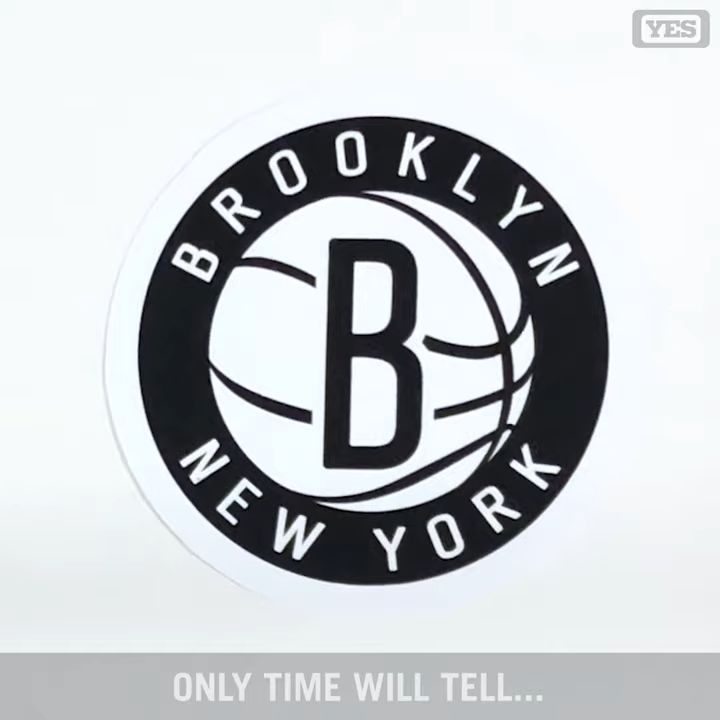 YES
BROOKLYN
B
NEW YORK
ONLY TIME WILL TELL...